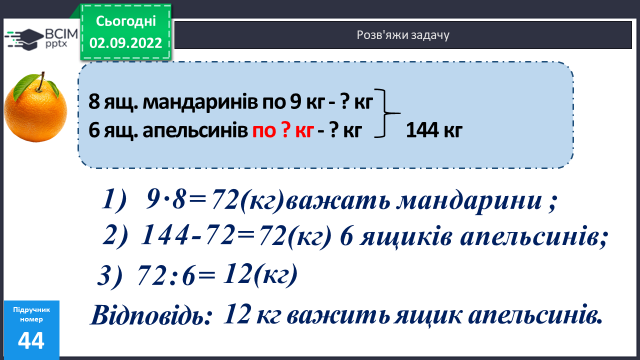 Сьогодні
02.09.2022
ВСІМ
pptx
Розв'яжи задачу
8 ящ. мандаринів по 9 кг - ? кг
6 ящ. апельсинів по ? кг - ? кг 144 кг
1) 9·8= 72(кг)важать мандарини ;
2) 144-72= 72(кг) 6 ящиків апельсинів;
3) 72:6= 12(кг)
Відповідь: 12 кг важить ящик апельсинів.
Підручник
номер
44